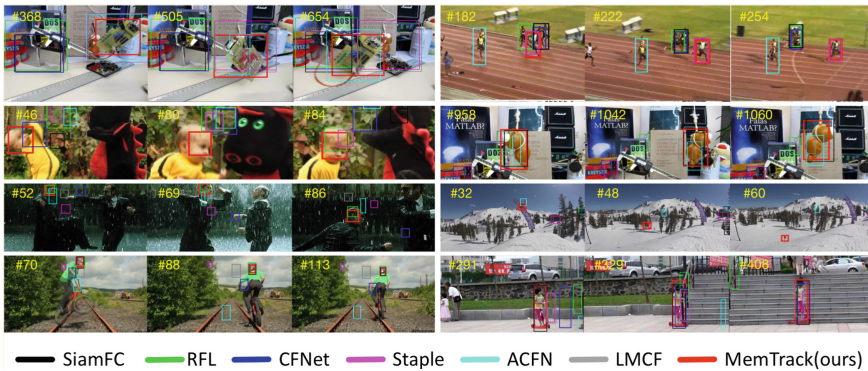 #368 #505 #654
#182 #222 #254
#46 #80 #84
#958 #1042 #1060
MATLAB?
#52 #69 #86
#32 #48 #60
#70 #88 #113
#291 #329 #408
SiamFC RFL CFNet Staple ACFN LMCF MemTrack(ours)